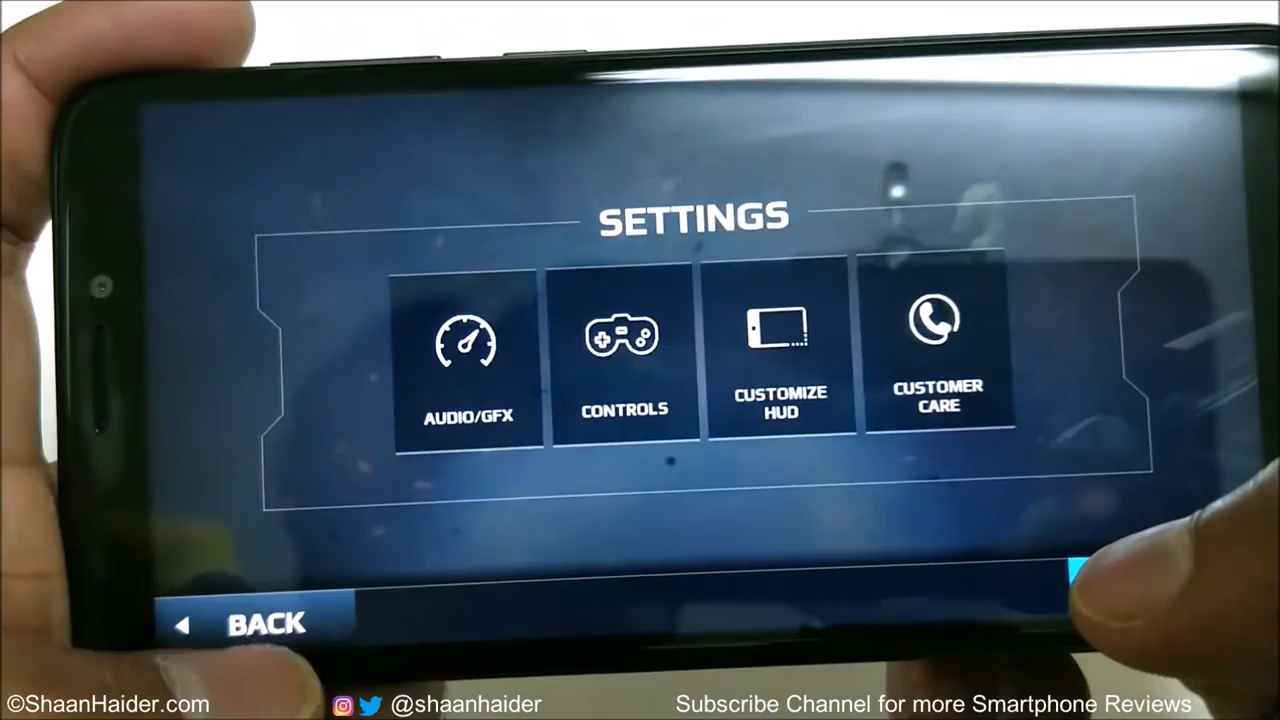 SETTINGS
AUDIO/GFX
CONTROLS
CUSTOMIZE
HUD
CUSTOMER
CARE
BACK
©ShaanHaider.com
@shaanhaider
Subscribe Channel for more Smartphone Reviews